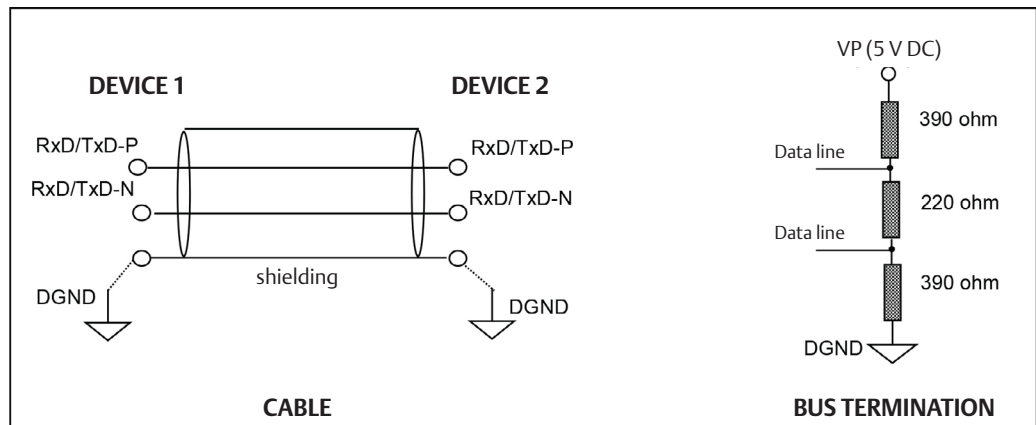 VP (5 V DC)
DEVICE 1
DEVICE 2
390 ohm
RxD/TxD-P
RxD/TxD-P
Data line
RxD/TxD-N
RxD/TxD-N
220 ohm
Data line
shielding
390 ohm
DGND
DGND
DGND
CABLE
BUS TERMINATION